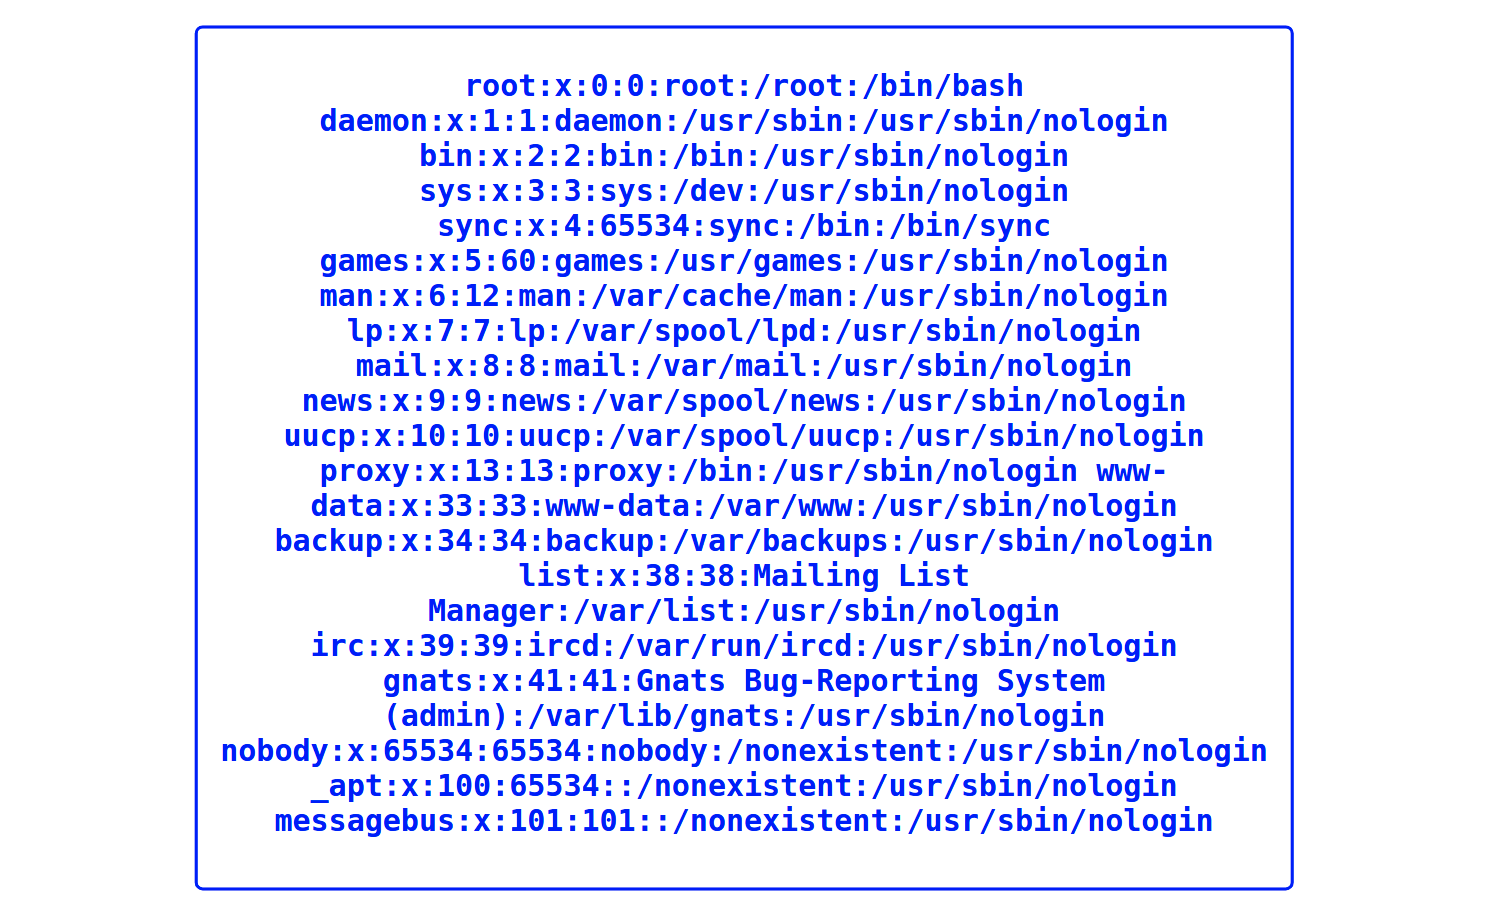 root:x:0:0:root:/root:/bin/bash
daemon:x:1:1:daemon:/usr/sbin:/usr/sbin/nologin
bin:x:2:2:bin:/bin:/usr/sbin/nologin
sys:x:3:3:sys:/dev:/usr/sbin/nologin
sync:x:4:65534:sync:/bin:/bin/sync
games:x:5:60:games:/usr/games:/usr/sbin/nologin
man:x:6:12:man:/var/cache/man:/usr/sbin/nologin
lp:x:7:7:lp:/var/spool/lpd:/usr/sbin/nologin
mail:x:8:8:mail:/var/mail:/usr/sbin/nologin
news:x:9:9:news:/var/spool/news:/usr/sbin/nologin
uucp:x:10:10:uucp:/var/spool/uucp:/usr/sbin/nologin
proxy:x:13:13:proxy:/bin:/usr/sbin/nologin www-
data:x:33:33:www-data:/var/www:/usr/sbin/nologin
backup:x:34:34:backup:/var/backups:/usr/sbin/nologin
list:x:38:38:Mailing List
Manager:/var/list:/usr/sbin/nologin
irc:x:39:39:ircd:/var/run/ircd:/usr/sbin/nologin
gnats:x:41:41:Gnats Bug-Reporting System
(admin):/var/lib/gnats:/usr/sbin/nologin
nobody:x:65534:65534:nobody:/nonexistent:/usr/sbin/nologin
_apt:x:100:65534::/nonexistent:/usr/sbin/nologin
messagebus:x:101:101::/nonexistent:/usr/sbin/nologin